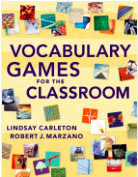 VOCABULARY
GAMES
FOR THE
CLASSROOM
LINDSAY CARLETON
ROBERT J. MARZANO